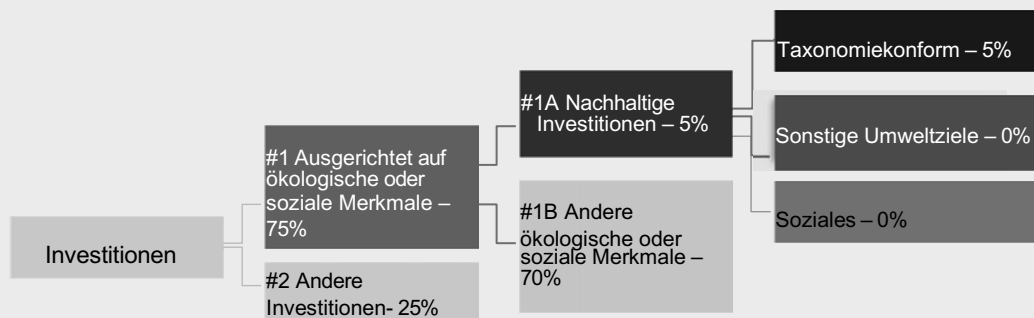 Investitionen
#1 Ausgerichtet auf
ökologische oder
soziale Merkmale –
75%
#2 Andere
Investitionen- 25%
#1A Nachhaltige
Investitionen – 5%
#1B Andere
ökologische oder
soziale Merkmale –
70%
Taxonomiekonform – 5%
Sonstige Umweltziele – 0%
Soziales – 0%